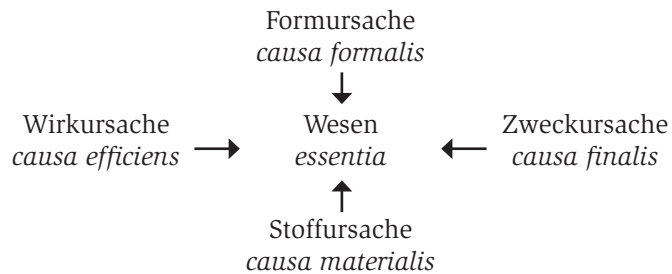 Formursache
causa formalis
Wirkursache
causa efficiens
Wesen
essentia
Zweckursache
causa finalis
Stoffursache
causa materialis